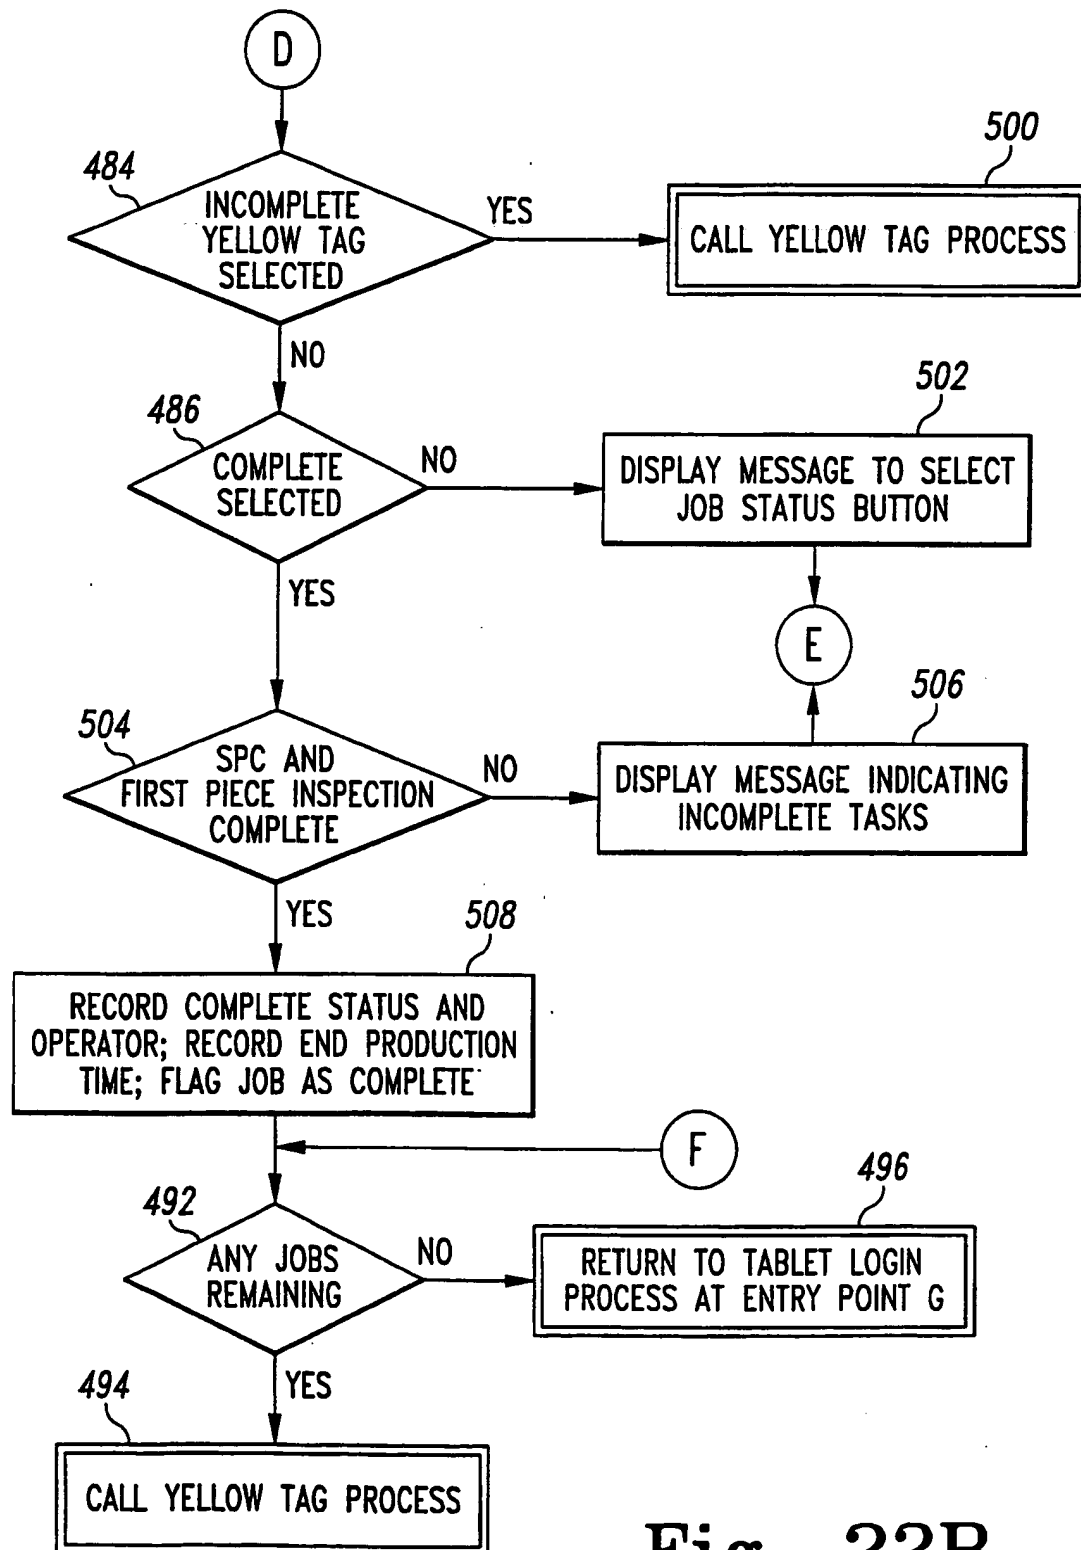 D
484
INCOMPLETE
YELLOW TAG
SELECTED
YES
500
CALL YELLOW TAG PROCESS
NO
486
COMPLETE
SELECTED
NO
502
DISPLAY MESSAGE TO SELECT
JOB STATUS BUTTON
YES
E
504
SPC AND
FIRST PIECE INSPECTION
COMPLETE
NO
506
DISPLAY MESSAGE INDICATING
INCOMPLETE TASKS
YES
508
RECORD COMPLETE STATUS AND
OPERATOR; RECORD END PRODUCTION
TIME; FLAG JOB AS COMPLETE
F
492
ANY JOBS
REMAINING
NO
496
RETURN TO TABLET LOGIN
PROCESS AT ENTRY POINT G
YES
494
CALL YELLOW TAG PROCESS
Fig. 22B